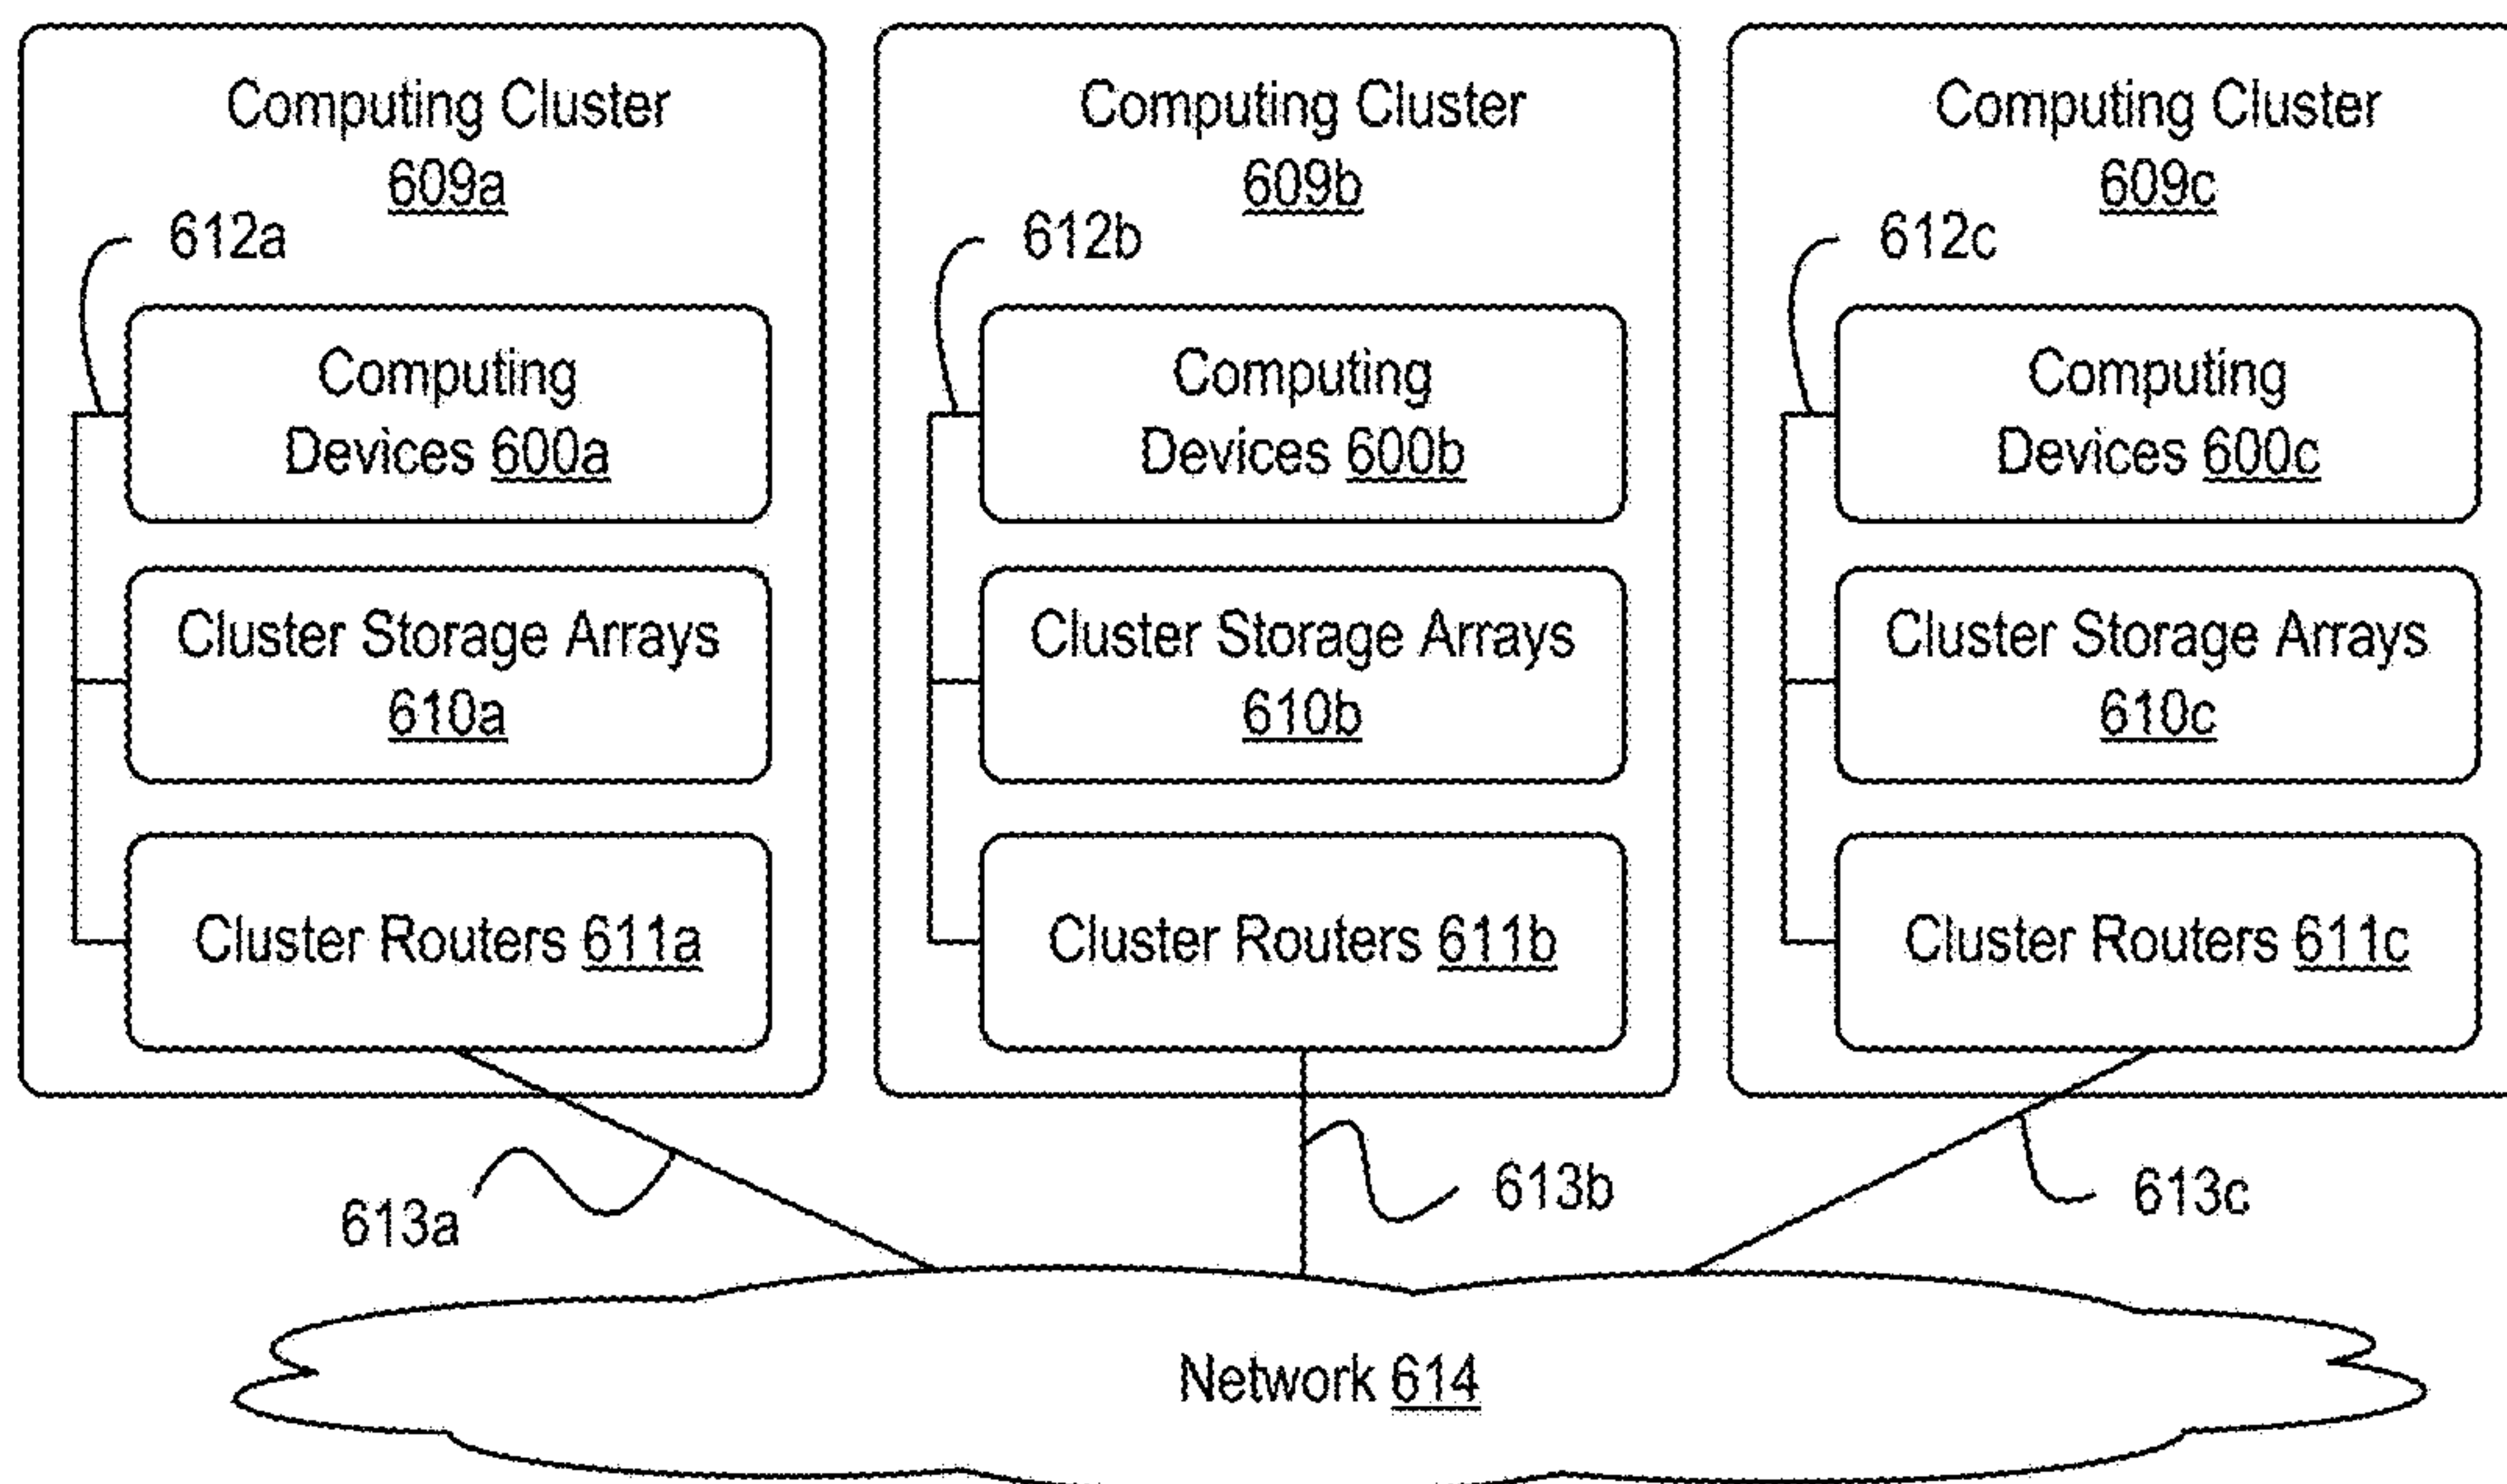 Computing Cluster
609a
612a
Computing
Devices 600a
Cluster Storage Arrays
610a
Cluster Routers 611a
Computing Cluster
609b
612b
Computing
Devices 600b
Cluster Storage Arrays
610b
Cluster Routers 611b
Computing Cluster
609c
612c
Computing
Devices 600c
Cluster Storage Arrays
610c
Cluster Routers 611c
613a
613b
613c
Network 614